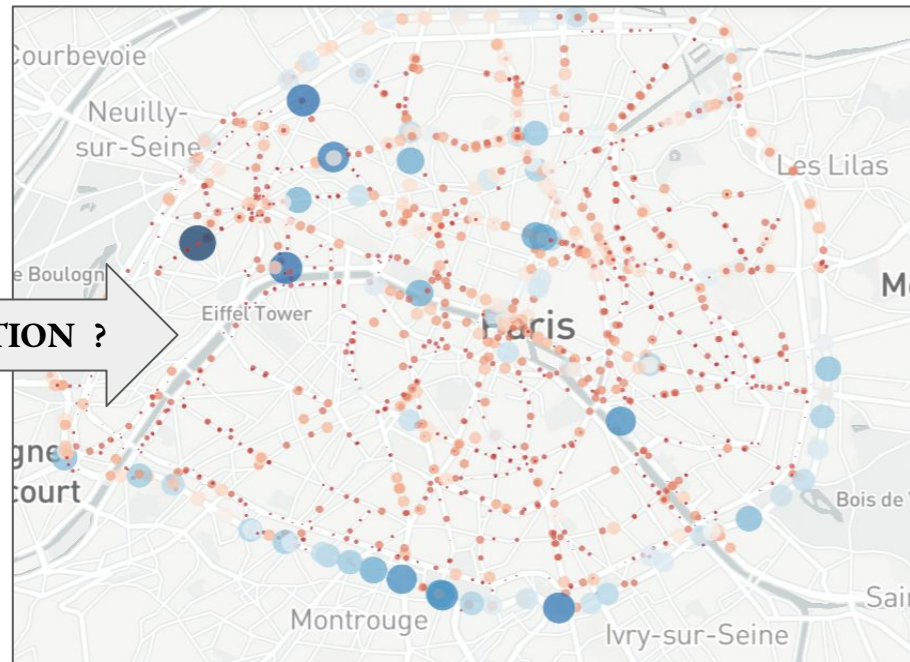 Courbevoie
Neuilly-
sur-Seine
Les Lilas
e Boulogn
Eiffel Tower
TION ?
Paris
gne
court
Bois de
Montrouge
Ivry-sur-Seine